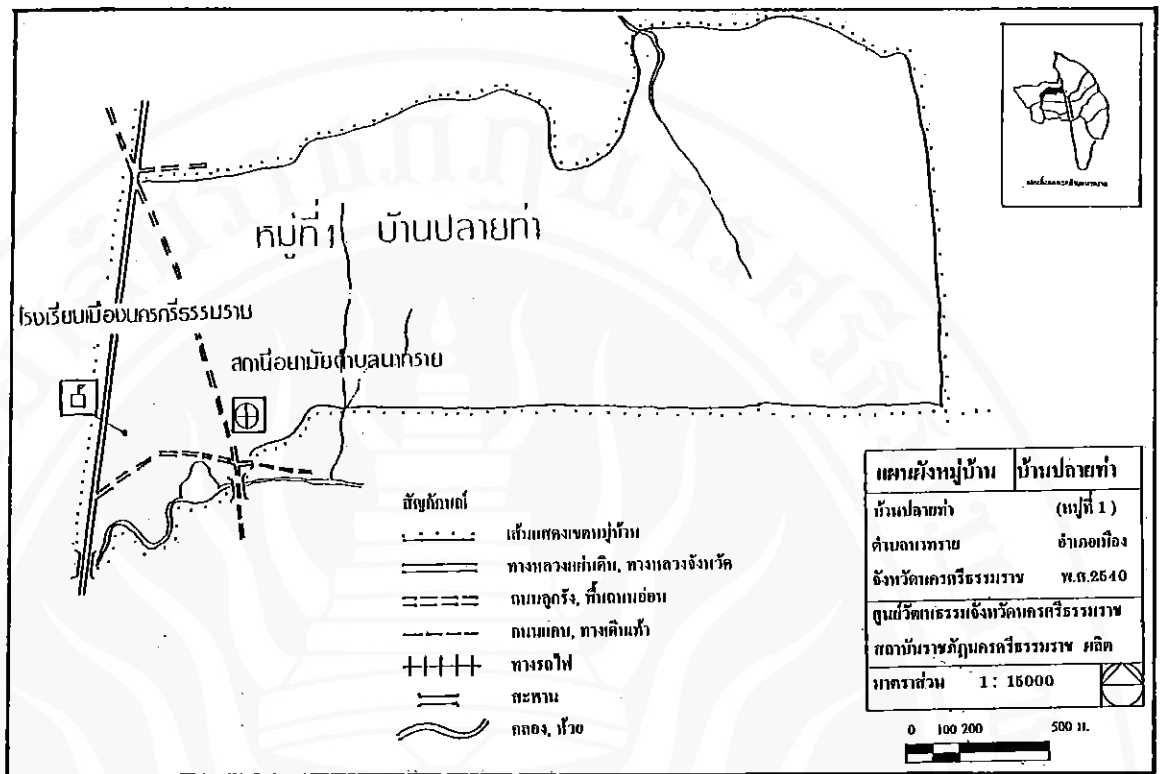 หมู่ที่ 1 บ้านปลายท่า
โรงเรียนเมืองนครศรีธรรมราช
สถานีอนามัยตำบลนาทราย
สัญลักษณ์
เส้นแสดงเขตหมู่บ้าน
ทางหลวงแผ่นดิน, ทางหลวงจังหวัด
ถนนลูกรัง, พื้นถนนอ่อน
ถนนแคบ, ทางเดินเท้า
ทางรถไฟ
สะพาน
คลอง, ห้วย
แผนผังหมู่บ้าน บ้านปลายท่า
บ้านปลายท่า (หมู่ที่ 1)
ตำบลนาทราย อำเภอเมือง
จังหวัดนครศรีธรรมราช พ.ศ.2540
ศูนย์วัฒนธรรมจังหวัดนครศรีธรรมราช
สถาบันราชภัฏนครศรีธรรมราช ผลิต
มาตราส่วน 1: 15000
0 100 200 500 ม.